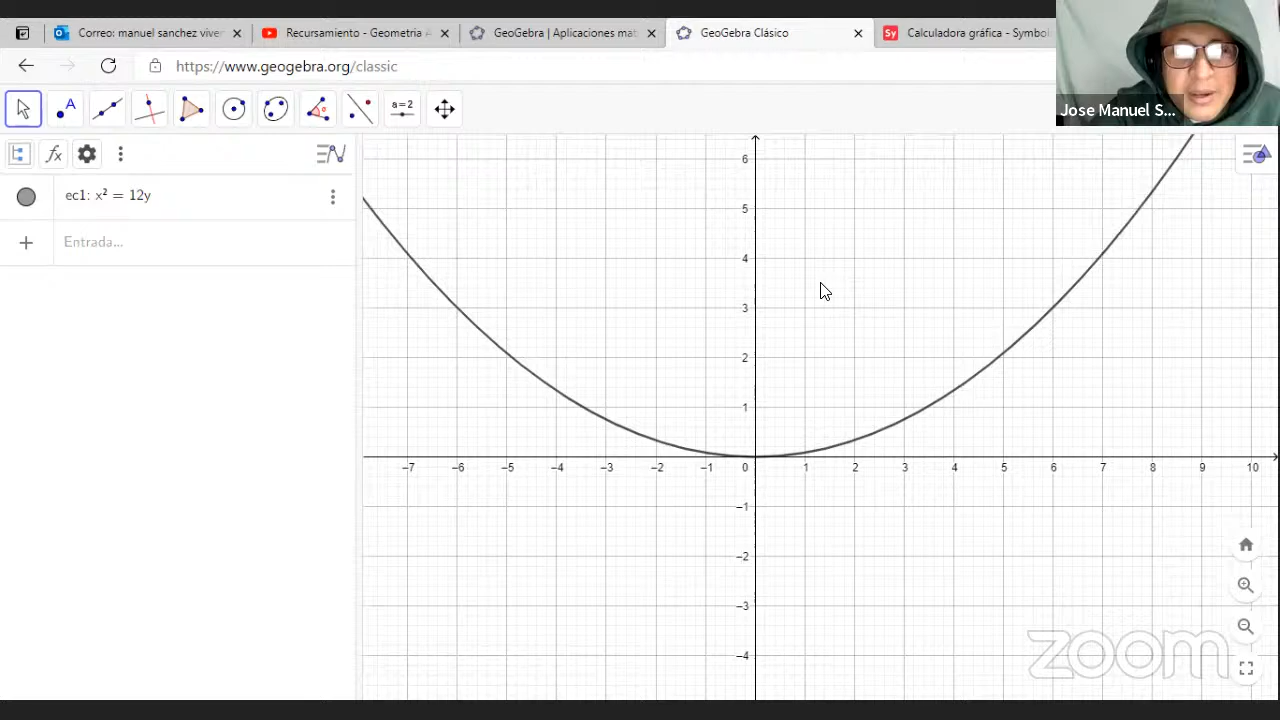 Correo: manuel sanchez viver
Recursamiento - Geometria A
GeoGebra | Aplicaciones mat
GeoGebra Clásico
Sy Calculadora gráfica - Symbol
https://www.geogebra.org/classic
a=2
Jose Manuel S...
ec1: x² = 12y
Entrada...
6
5
4
3
2
1
−7 −6 −5 −4 −3 −2 −1 0 1 2 3 4 5 6 7 8 9 10
−1
−2
−3
−4
zoom